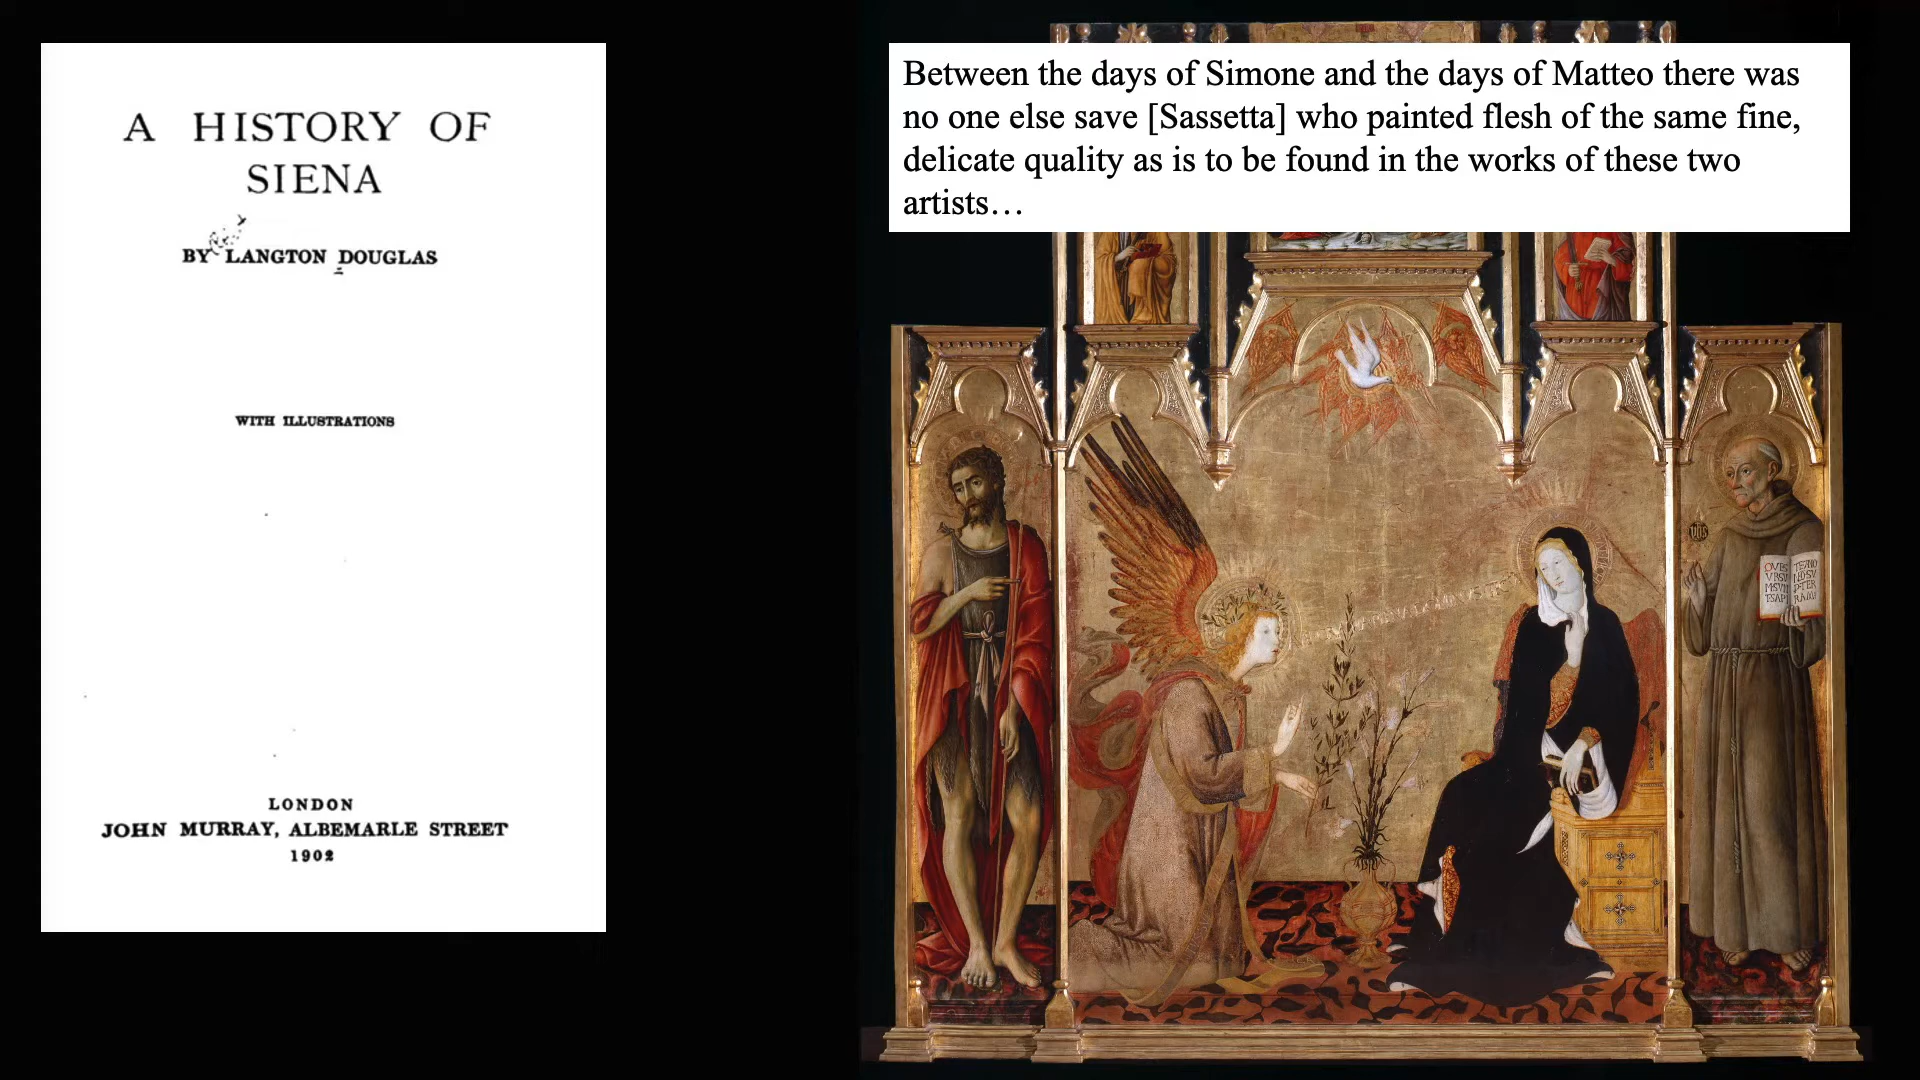 A HISTORY OF
SIENA
BY LANGTON DOUGLAS
WITH ILLUSTRATIONS
LONDON
JOHN MURRAY, ALBEMARLE STREET
1902
Between the days of Simone and the days of Matteo there was
no one else save [Sassetta] who painted flesh of the same fine,
delicate quality as is to be found in the works of these two
artists…